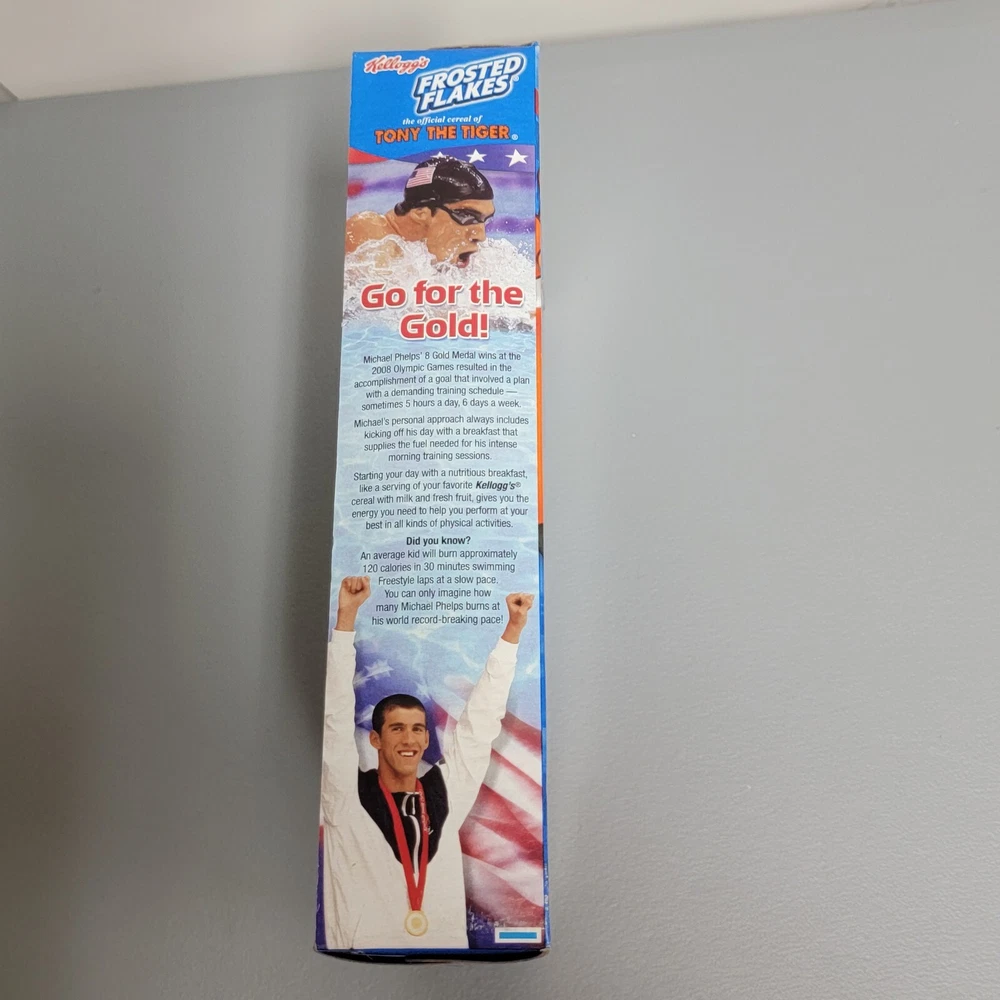 Kellogg's
FROSTED
FLAKES®
the official cereal of
TONY THE TIGER®
Go for the
Gold!
Michael Phelps' 8 Gold Medal wins at the
2008 Olympic Games resulted in the
accomplishment of a goal that involved a plan
with a demanding training schedule —
sometimes 5 hours a day, 6 days a week.
Michael's personal approach always includes
kicking off his day with a breakfast that
supplies the fuel needed for his intense
morning training sessions.
Starting your day with a nutritious breakfast,
like a serving of your favorite Kellogg's®
cereal with milk and fresh fruit, gives you the
energy you need to help you perform at your
best in all kinds of physical activities.
Did you know?
An average kid will burn approximately
120 calories in 30 minutes swimming
Freestyle laps at a slow pace.
You can only imagine how
many Michael Phelps burns at
his world record-breaking pace!